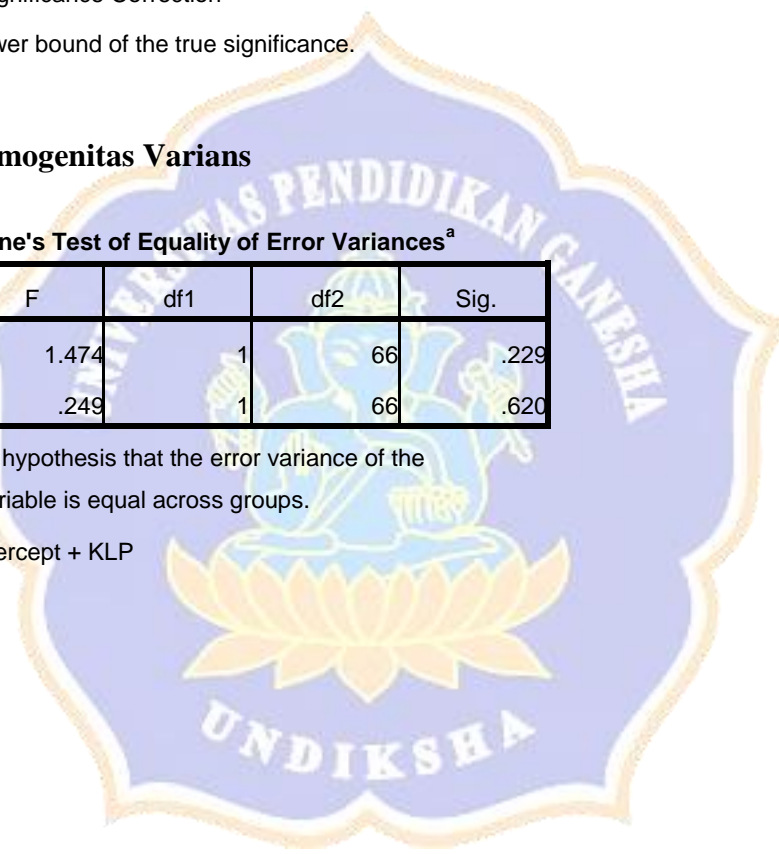 gnificance Correction
wer bound of the true significance.
mogenitas Varians
ne's Test of Equality of Error Variancesa
F df1 df2 Sig.
1.474 1 66 .229
.249 1 66 .620
hypothesis that the error variance of the
riable is equal across groups.
ercept + KLP
UNIVERSITAS PENDIDIKAN GANESHA
UNDIKSHA